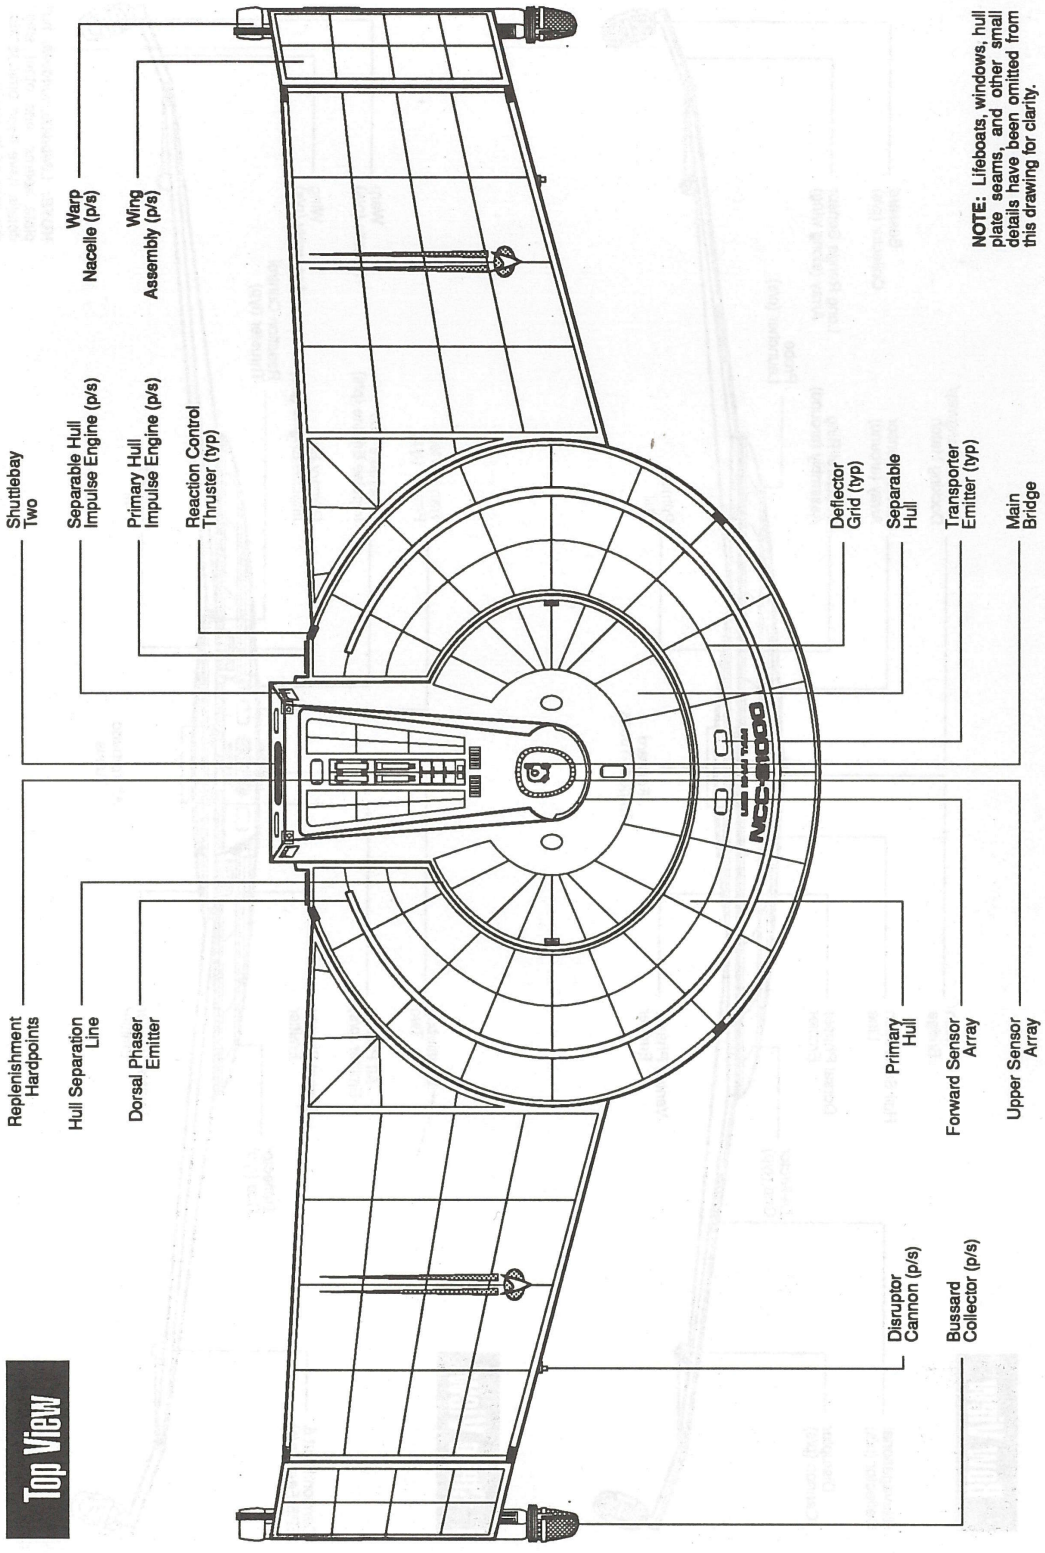 Top View
Replenishment
Hardpoints
Hull Separation
Line
Dorsal Phaser
Emitter
Shuttlebay
Two
Separable Hull
Impulse Engine (p/s)
Primary Hull
Impulse Engine (p/s)
Reaction Control
Thruster (typ)
Warp
Nacelle (p/s)
Wing
Assembly (p/s)
NCC-81000
Disruptor
Cannon (p/s)
Bussard
Collector (p/s)
Primary
Hull
Forward Sensor
Array
Upper Sensor
Array
Deflector
Grid (typ)
Separable
Hull
Transporter
Emitter (typ)
Main
Bridge
NOTE: Lifeboats, windows, hull
plate seams, and other small
details have been omitted from
this drawing for clarity.